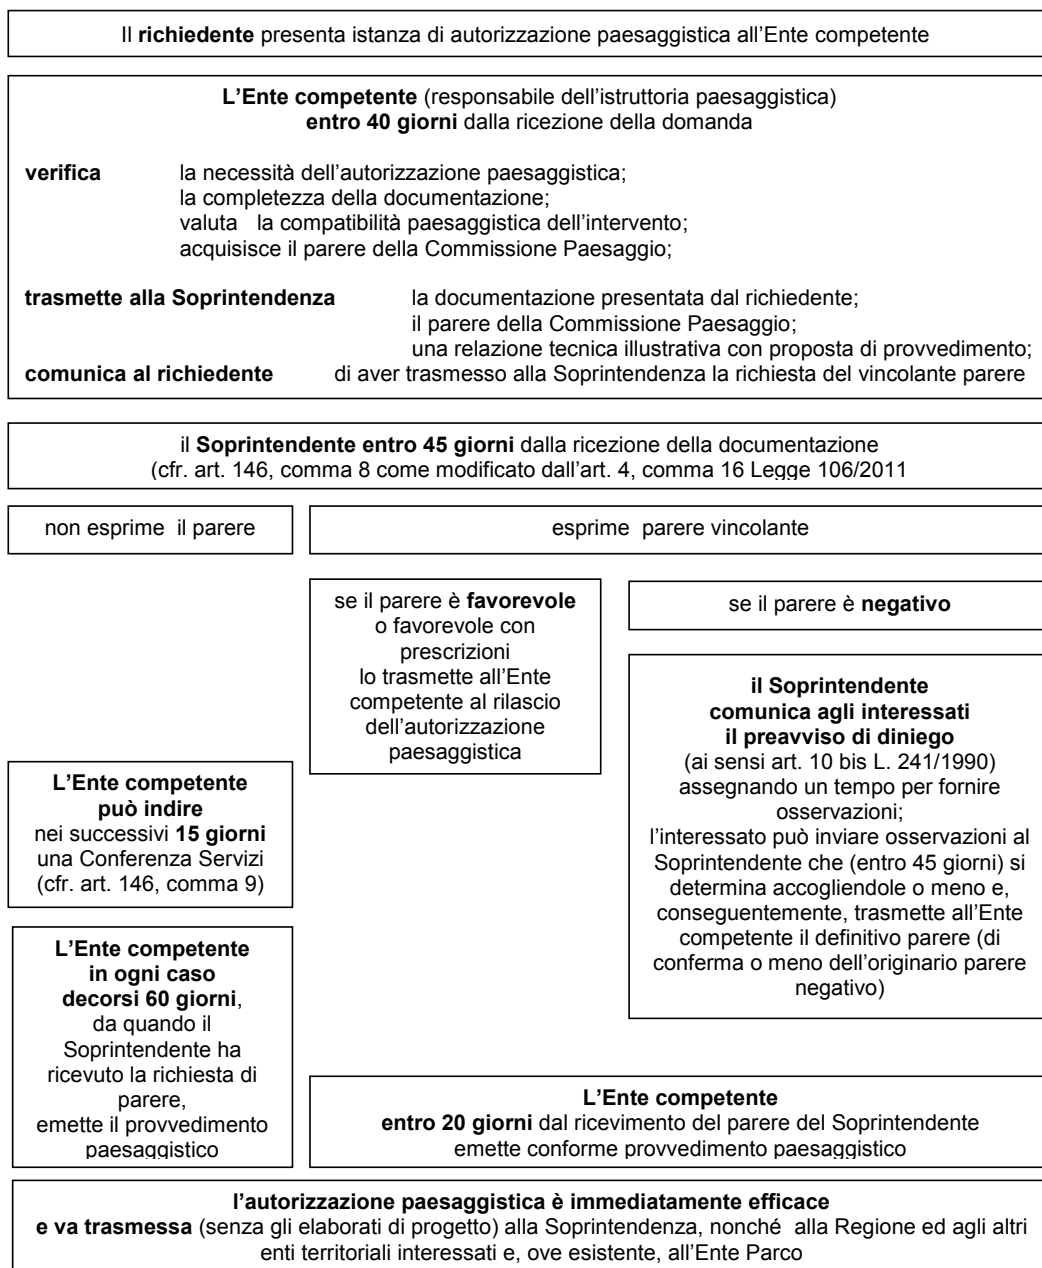 Il richiedente presenta istanza di autorizzazione paesaggistica all'Ente competente
L'Ente competente (responsabile dell'istruttoria paesaggistica)
entro 40 giorni dalla ricezione della domanda
verifica la necessità dell'autorizzazione paesaggistica;
la completezza della documentazione;
valuta la compatibilità paesaggistica dell'intervento;
acquisisce il parere della Commissione Paesaggio;
trasmette alla Soprintendenza la documentazione presentata dal richiedente;
il parere della Commissione Paesaggio;
una relazione tecnica illustrativa con proposta di provvedimento;
comunica al richiedente di aver trasmesso alla Soprintendenza la richiesta del vincolante parere
il Soprintendente entro 45 giorni dalla ricezione della documentazione
(cfr. art. 146, comma 8 come modificato dall'art. 4, comma 16 Legge 106/2011
non esprime il parere
esprime parere vincolante
se il parere è favorevole
o favorevole con
prescrizioni
lo trasmette all'Ente
competente al rilascio
dell'autorizzazione
paesaggistica
se il parere è negativo
il Soprintendente
comunica agli interessati
il preavviso di diniego
(ai sensi art. 10 bis L. 241/1990)
assegnando un tempo per fornire
osservazioni;
l'interessato può inviare osservazioni al
Soprintendente che (entro 45 giorni) si
determina accogliendole o meno e,
conseguentemente, trasmette all'Ente
competente il definitivo parere (di
conferma o meno dell'originario parere
negativo)
L'Ente competente
può indire
nei successivi 15 giorni
una Conferenza Servizi
(cfr. art. 146, comma 9)
L'Ente competente
in ogni caso
decorsi 60 giorni,
da quando il
Soprintendente ha
ricevuto la richiesta di
parere,
emette il provvedimento
paesaggistico
L'Ente competente
entro 20 giorni dal ricevimento del parere del Soprintendente
emette conforme provvedimento paesaggistico
l'autorizzazione paesaggistica è immediatamente efficace
e va trasmessa (senza gli elaborati di progetto) alla Soprintendenza, nonché alla Regione ed agli altri
enti territoriali interessati e, ove esistente, all'Ente Parco